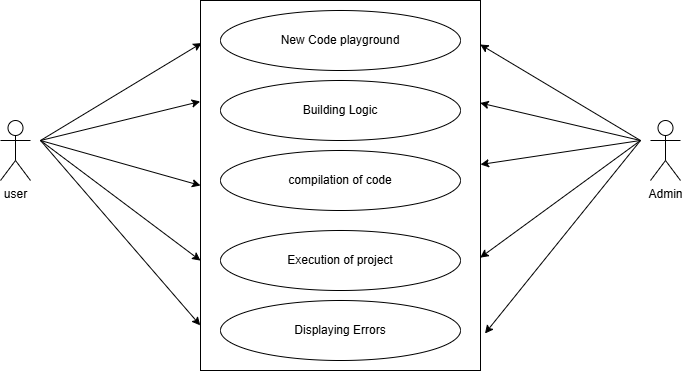 New Code playground
Building Logic
compilation of code
Execution of project
Displaying Errors
user
Admin